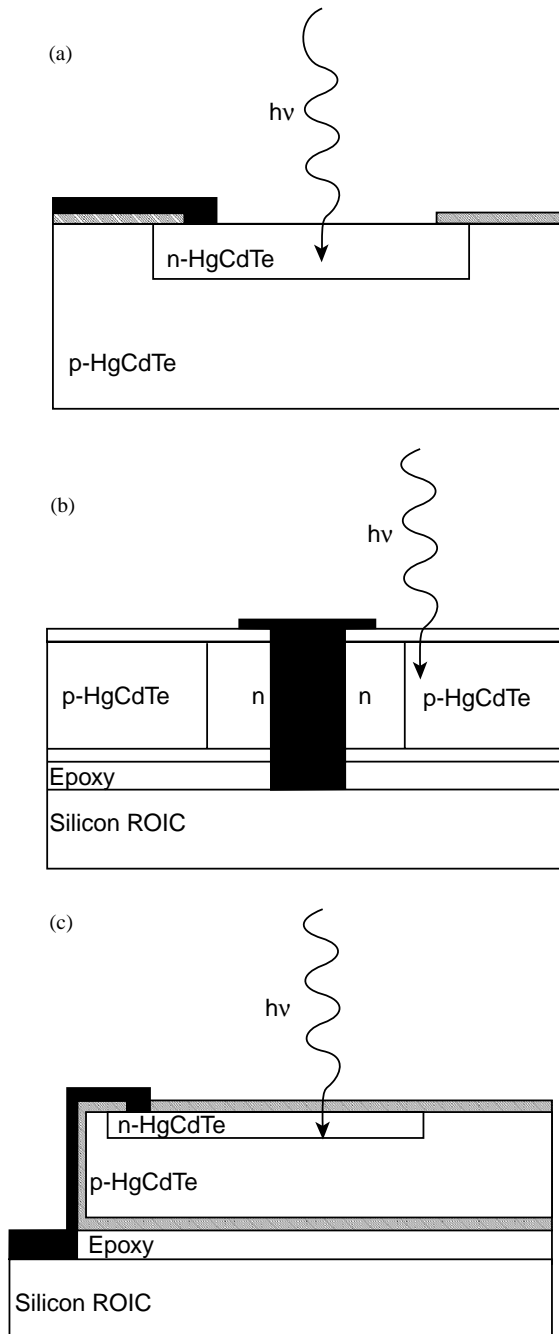 (a)
hν
n-HgCdTe
p-HgCdTe
(b)
hν
p-HgCdTe n n p-HgCdTe
Epoxy
Silicon ROIC
(c)
hν
n-HgCdTe
p-HgCdTe
Epoxy
Silicon ROIC